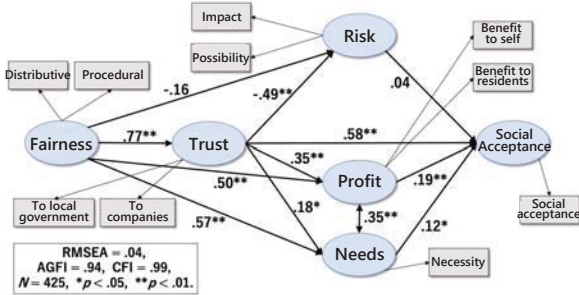 Impact
Risk
Benefit
to self
Distributive
Procedural
Possibility
Benefit to
residents
-.16
-.49**
.04
Fairness
.77**
Trust
.58**
Social
Acceptance
.35**
.50**
Profit
.19**
To local
government
To
companies
.57**
.18*
.35**
.12*
Social
acceptance
Needs
Necessity
RMSEA = .04,
AGFI = .94, CFI = .99,
N = 425, *p < .05, **p < .01.